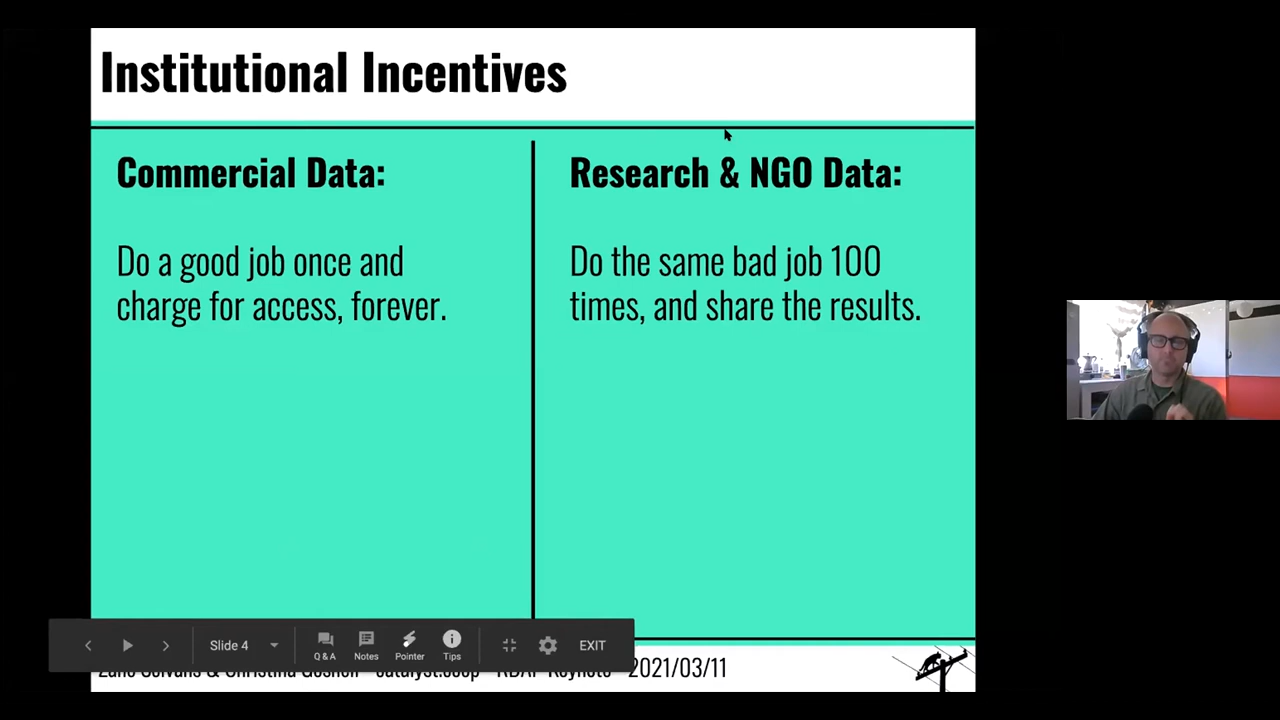 Institutional Incentives
Commercial Data:
Do a good job once and
charge for access, forever.
Research & NGO Data:
Do the same bad job 100
times, and share the results.
Slide 4
Q & A
Notes
Pointer
Tips
EXIT
2021/03/11